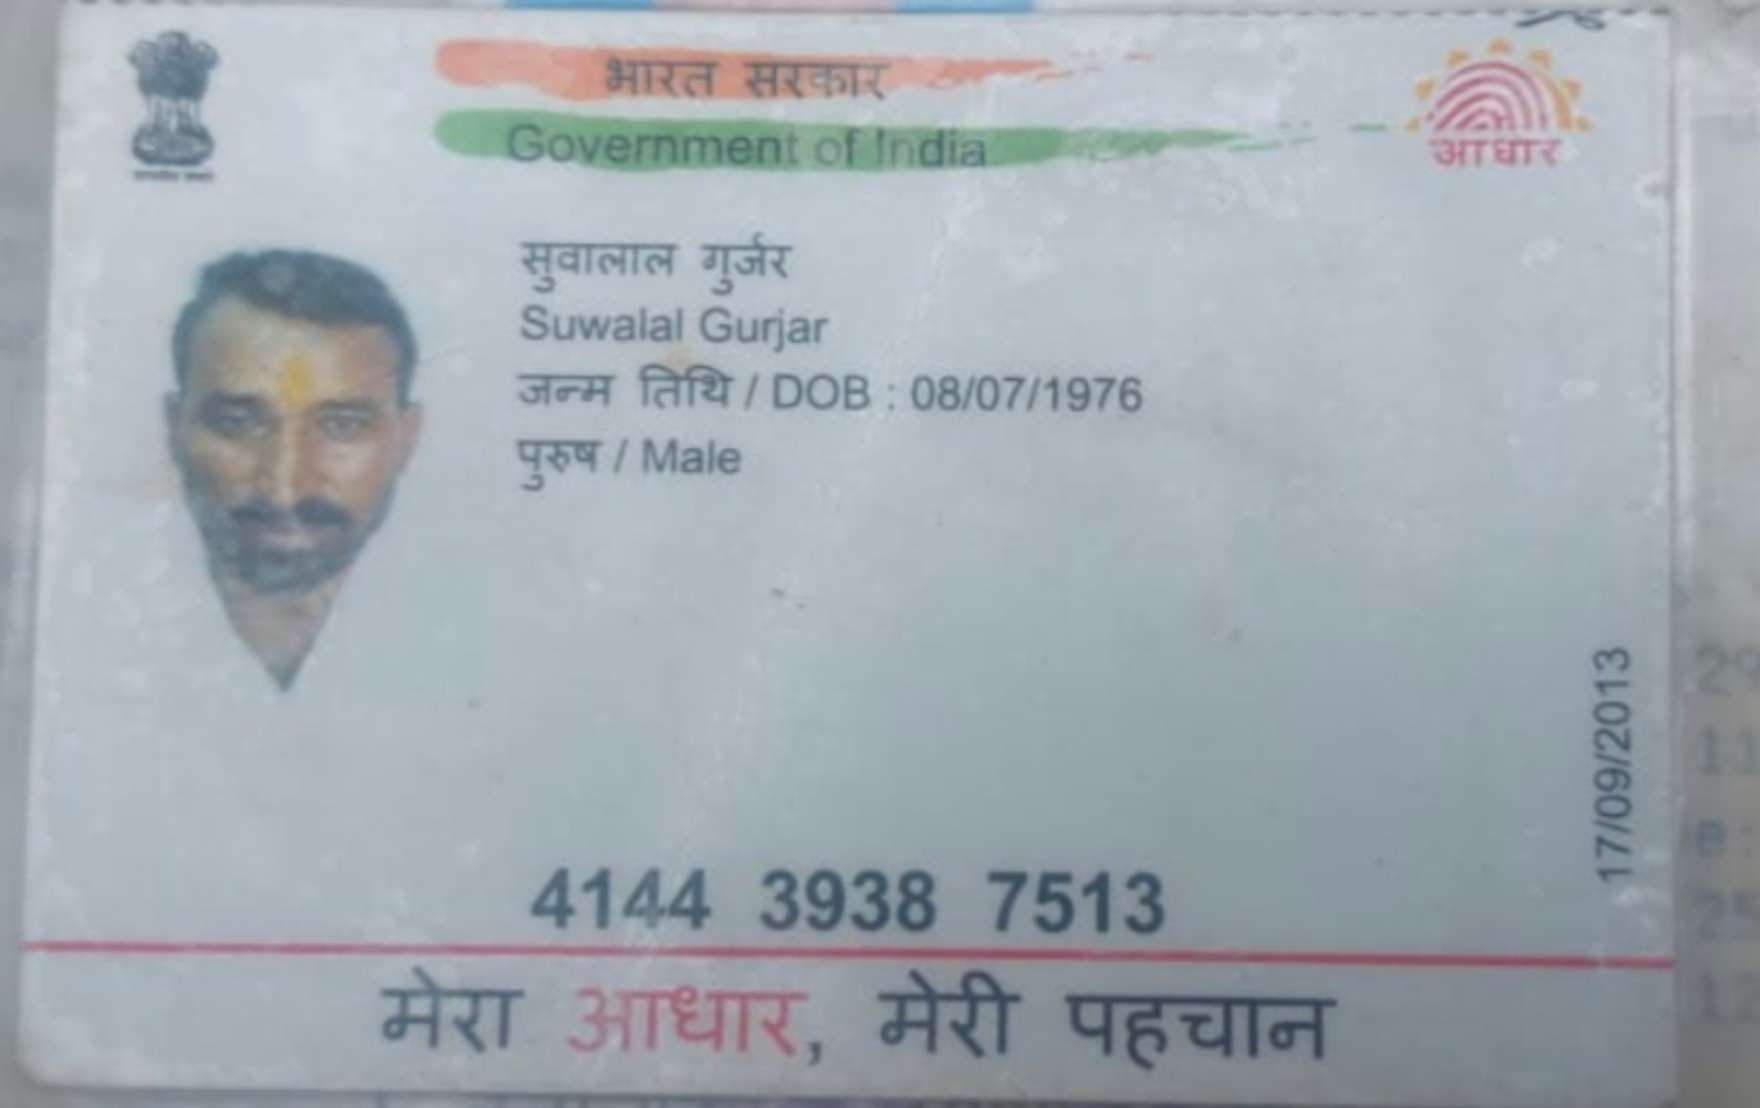 भारत सरकार
Government of India
आधार
सुवालाल गुर्जर
Suwalal Gurjar
जन्म तिथि / DOB : 08/07/1976
पुरुष / Male
17/09/2013
4144 3938 7513
मेरा आधार, मेरी पहचान